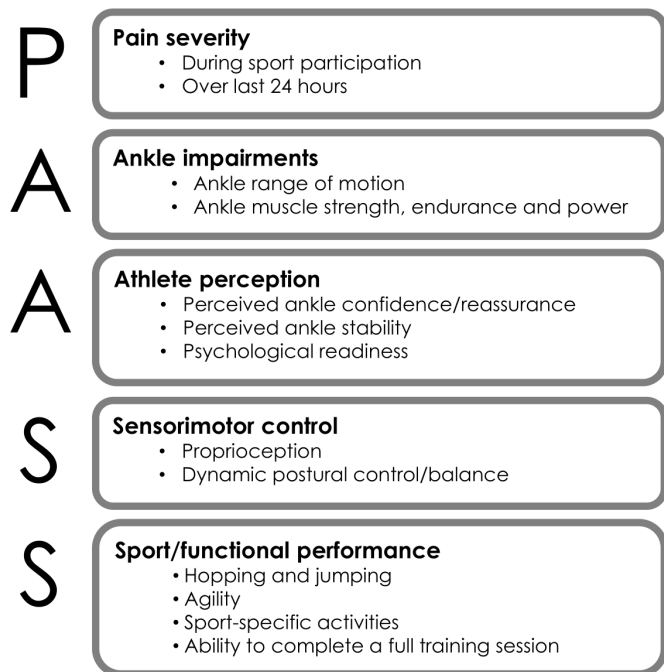 P
Pain severity
• During sport participation
• Over last 24 hours
A
Ankle impairments
• Ankle range of motion
• Ankle muscle strength, endurance and power
A
Athlete perception
• Perceived ankle confidence/reassurance
• Perceived ankle stability
• Psychological readiness
S
Sensorimotor control
• Proprioception
• Dynamic postural control/balance
S
Sport/functional performance
• Hopping and jumping
• Agility
• Sport-specific activities
• Ability to complete a full training session